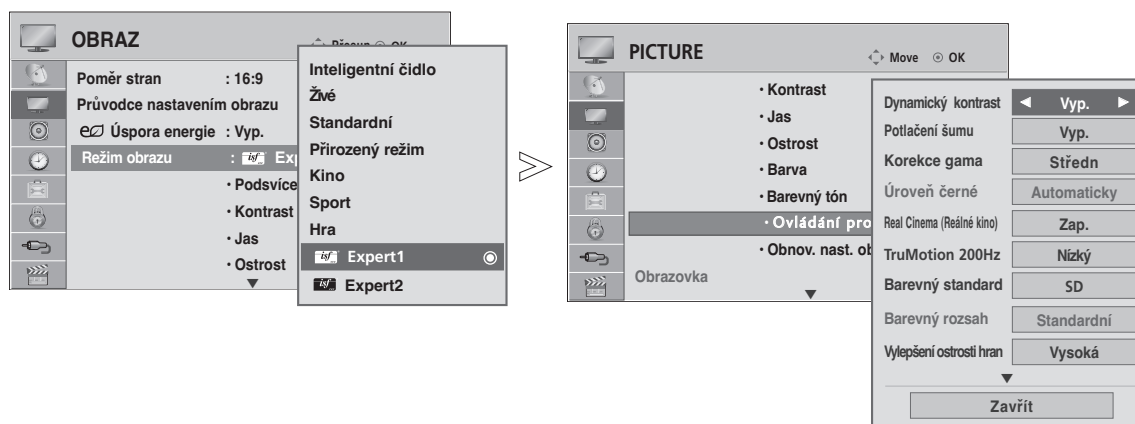 OBRAZ
Přesun OK
Poměr stran : 16:9
Průvodce nastavením obrazu
Úspora energie : Vyp.
Režim obrazu :
• Podsvíce
• Kontrast
• Jas
• Ostrost
Inteligentní čidlo
Živé
Standardní
Přirozený režim
Kino
Sport
Hra
isf Expert1
isf Expert2
PICTURE
Move OK
• Kontrast
• Jas
• Ostrost
• Barva
• Barevný tón
• Ovládání pro
• Obnov. nast. ob
Obrazovka
Dynamický kontrast Vyp.
Potlačení šumu Vyp.
Korekce gama Středn
Úroveň černé Automaticky
Real Cinema (Reálné kino) Zap.
TruMotion 200Hz Nízký
Barevný standard SD
Barevný rozsah Standardní
Vylepšení ostrosti hran Vysoká
Zavřít